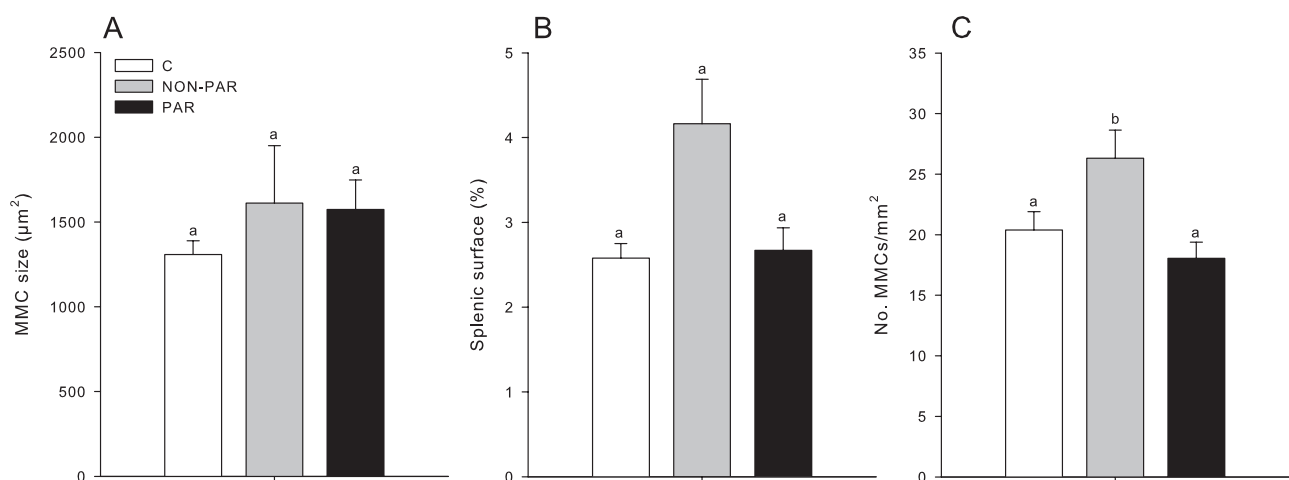 A
MMC size (µm²)
2500
2000
1500
1000
500
0
C
NON-PAR
PAR
a
a
a
B
Splenic surface (%)
5
4
3
2
1
0
a
a
a
C
No. MMCs/mm²
35
30
25
20
15
10
5
0
a
b
a